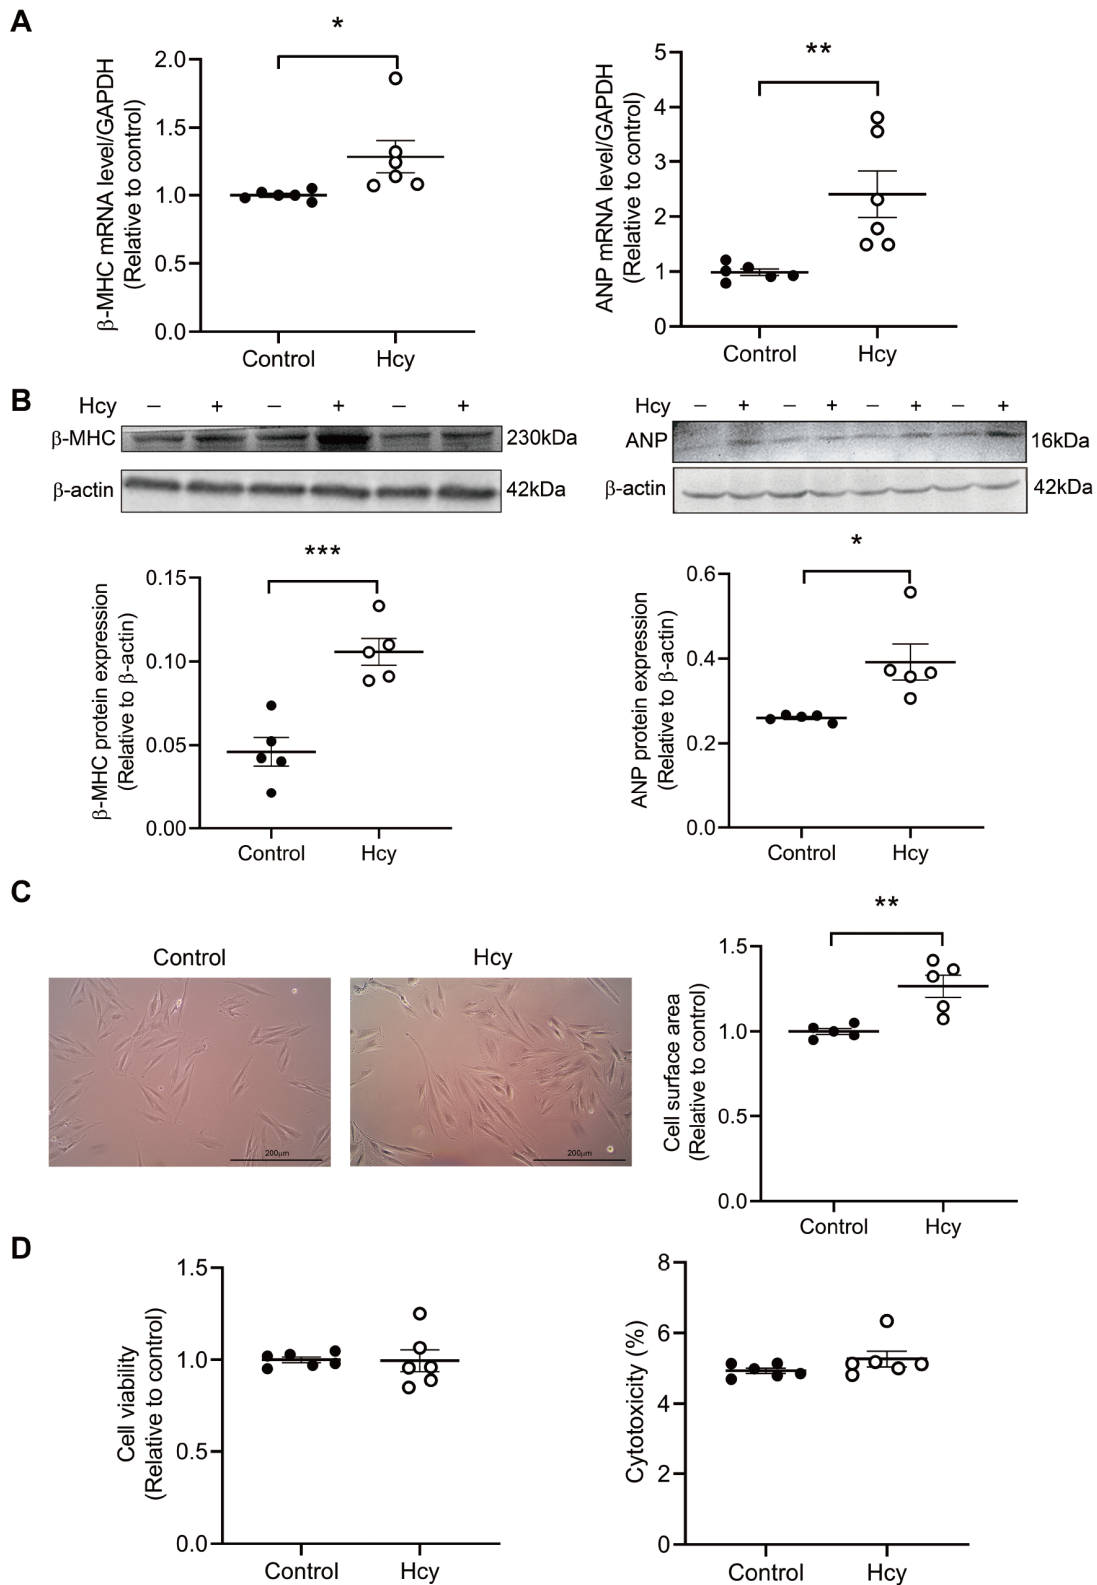 A
*
β-MHC mRNA level/GAPDH
(Relative to control)
2.0
1.5
1.0
0.5
0.0
Control
Hcy
**
ANP mRNA level/GAPDH
(Relative to control)
5
4
3
2
1
0
Control
Hcy
B
Hcy – + – + – +
β-MHC 230kDa
β-actin 42kDa
Hcy – + – + – + – +
ANP 16kDa
β-actin 42kDa
***
β-MHC protein expression
(Relative to β-actin)
0.15
0.10
0.05
0.00
Control
Hcy
*
ANP protein expression
(Relative to β-actin)
0.6
0.4
0.2
0.0
Control
Hcy
C
Control
200μm
Hcy
200μm
**
Cell surface area
(Relative to control)
1.5
1.0
0.5
0.0
Control
Hcy
D
Cell viability
(Relative to control)
1.5
1.0
0.5
0.0
Control
Hcy
Cytotoxicity (%)
8
6
4
2
0
Control
Hcy